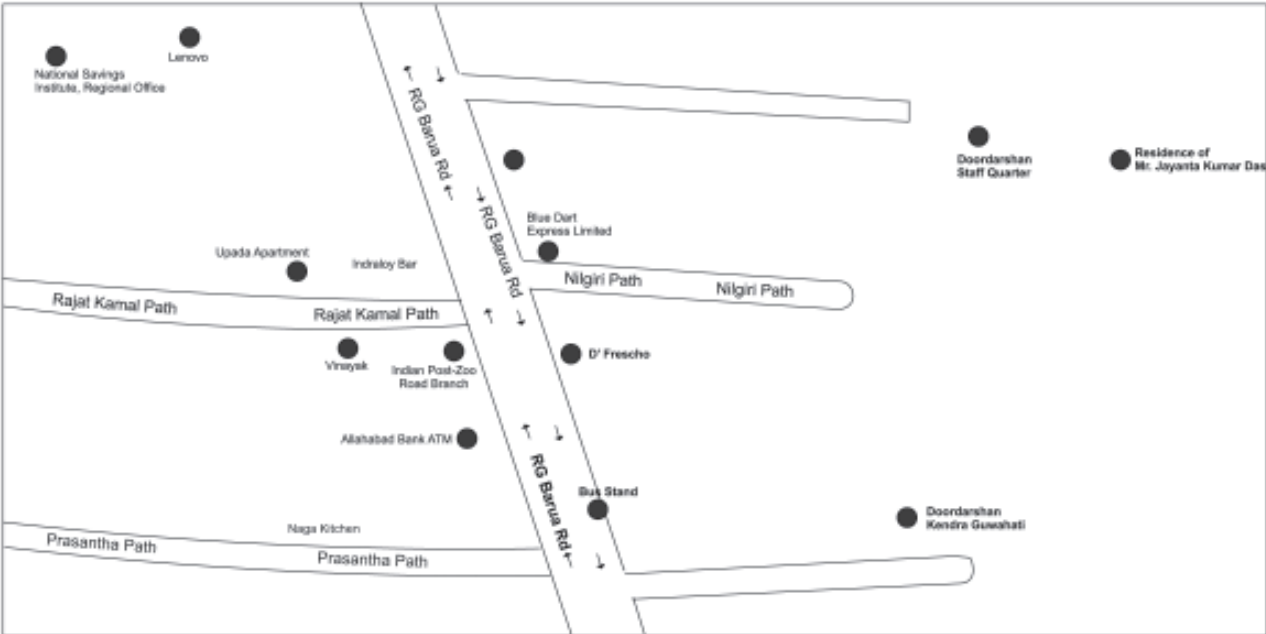 Lenovo
National Savings
Institute, Regional Office
RG Barua Rd
Doordarshan
Staff Quarter
Residence of
Mr. Jayanta Kumar Das
Blue Dart
Express Limited
RG Barua Rd
Upada Apartment
Indraloy Bar
Nilgiri Path
Nilgiri Path
Rajat Kamal Path
Rajat Kamal Path
Vinayak
Indian Post-Zoo
Road Branch
D' Frescho
Allahabad Bank ATM
RG Barua Rd
Bus Stand
Doordarshan
Kendra Guwahati
Naga Kitchen
Prasantha Path
Prasantha Path